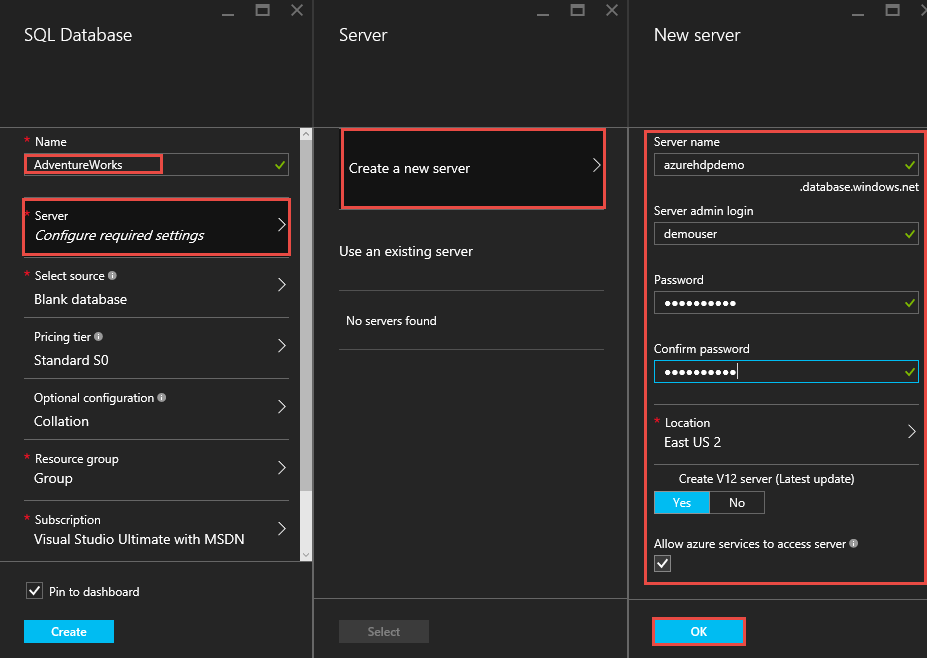 SQL Database
* Name
AdventureWorks
* Server
Configure required settings
* Select source
Blank database
Pricing tier
Standard S0
Optional configuration
Collation
* Resource group
Group
* Subscription
Visual Studio Ultimate with MSDN
Pin to dashboard
Create
Server
Create a new server
Use an existing server
No servers found
Select
New server
Server name
azurehdpdemo
.database.windows.net
Server admin login
demouser
Password
●●●●●●●●●●
Confirm password
●●●●●●●●●●
* Location
East US 2
Create V12 server (Latest update)
Yes No
Allow azure services to access server
OK